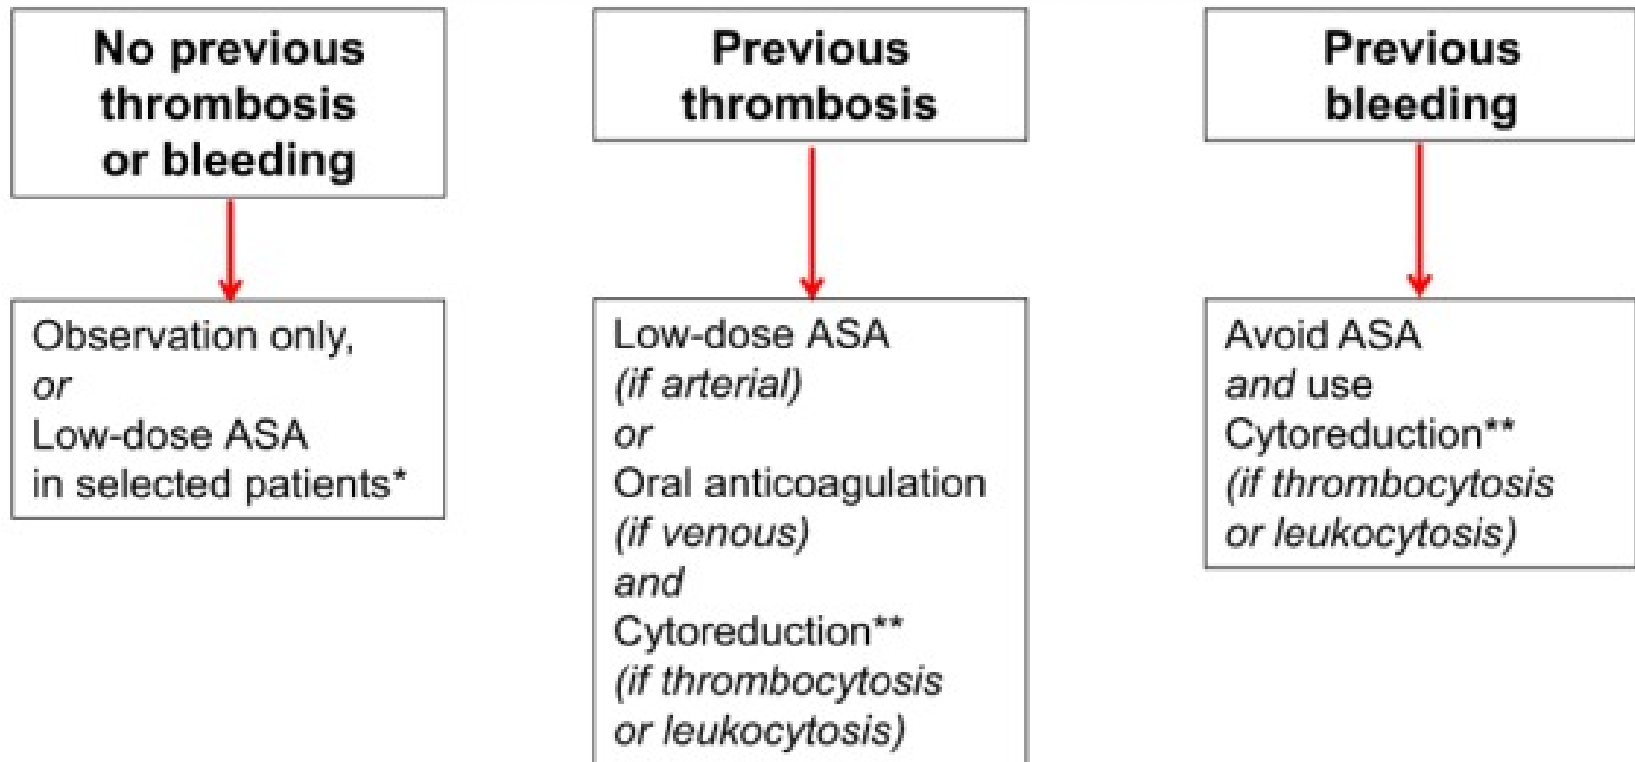 No previous
thrombosis
or bleeding
Observation only,
or
Low-dose ASA
in selected patients*
Previous
thrombosis
Low-dose ASA
(if arterial)
or
Oral anticoagulation
(if venous)
and
Cytoreduction**
(if thrombocytosis
or leukocytosis)
Previous
bleeding
Avoid ASA
and use
Cytoreduction**
(if thrombocytosis
or leukocytosis)